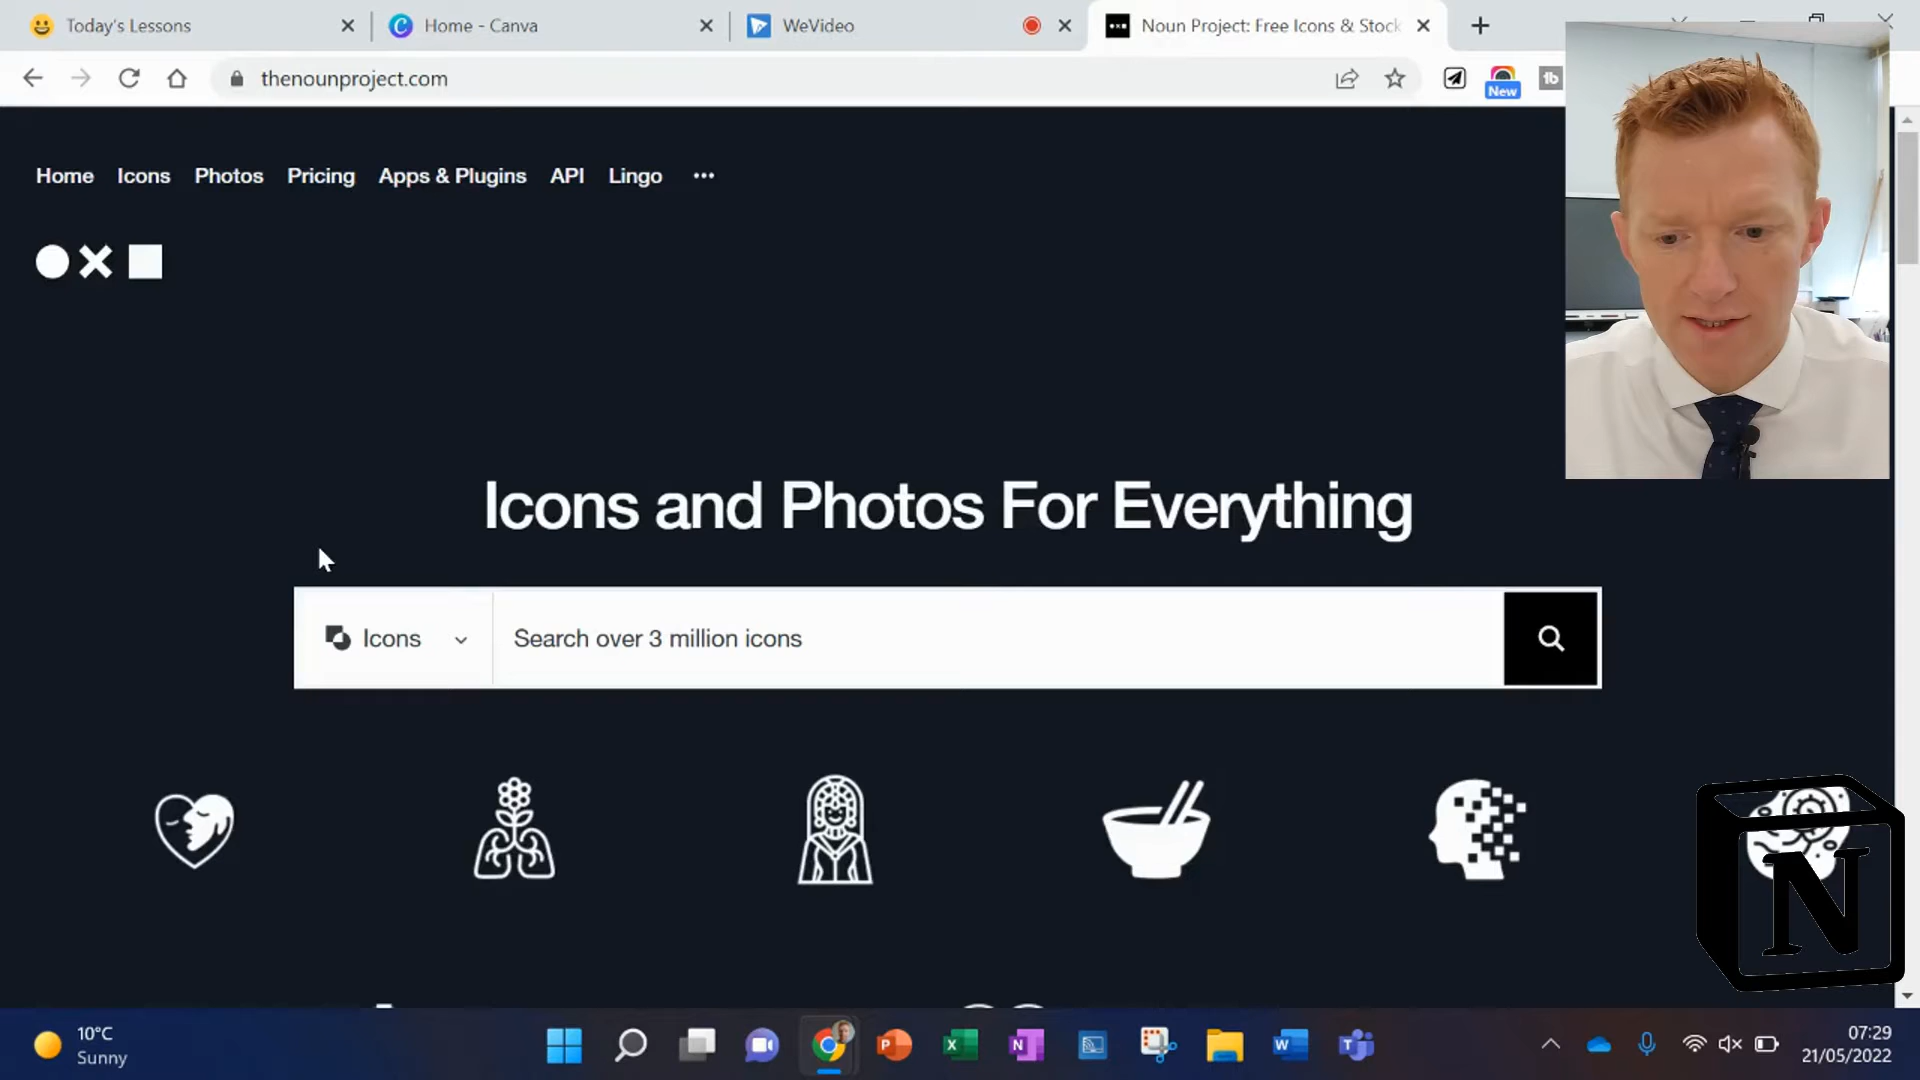 Today's Lessons
Home - Canva
WeVideo
Noun Project: Free Icons & Stock
thenounproject.com
New
Home Icons Photos Pricing Apps & Plugins API Lingo
Icons and Photos For Everything
Icons Search over 3 million icons
N
10°C
Sunny
07:29
21/05/2022